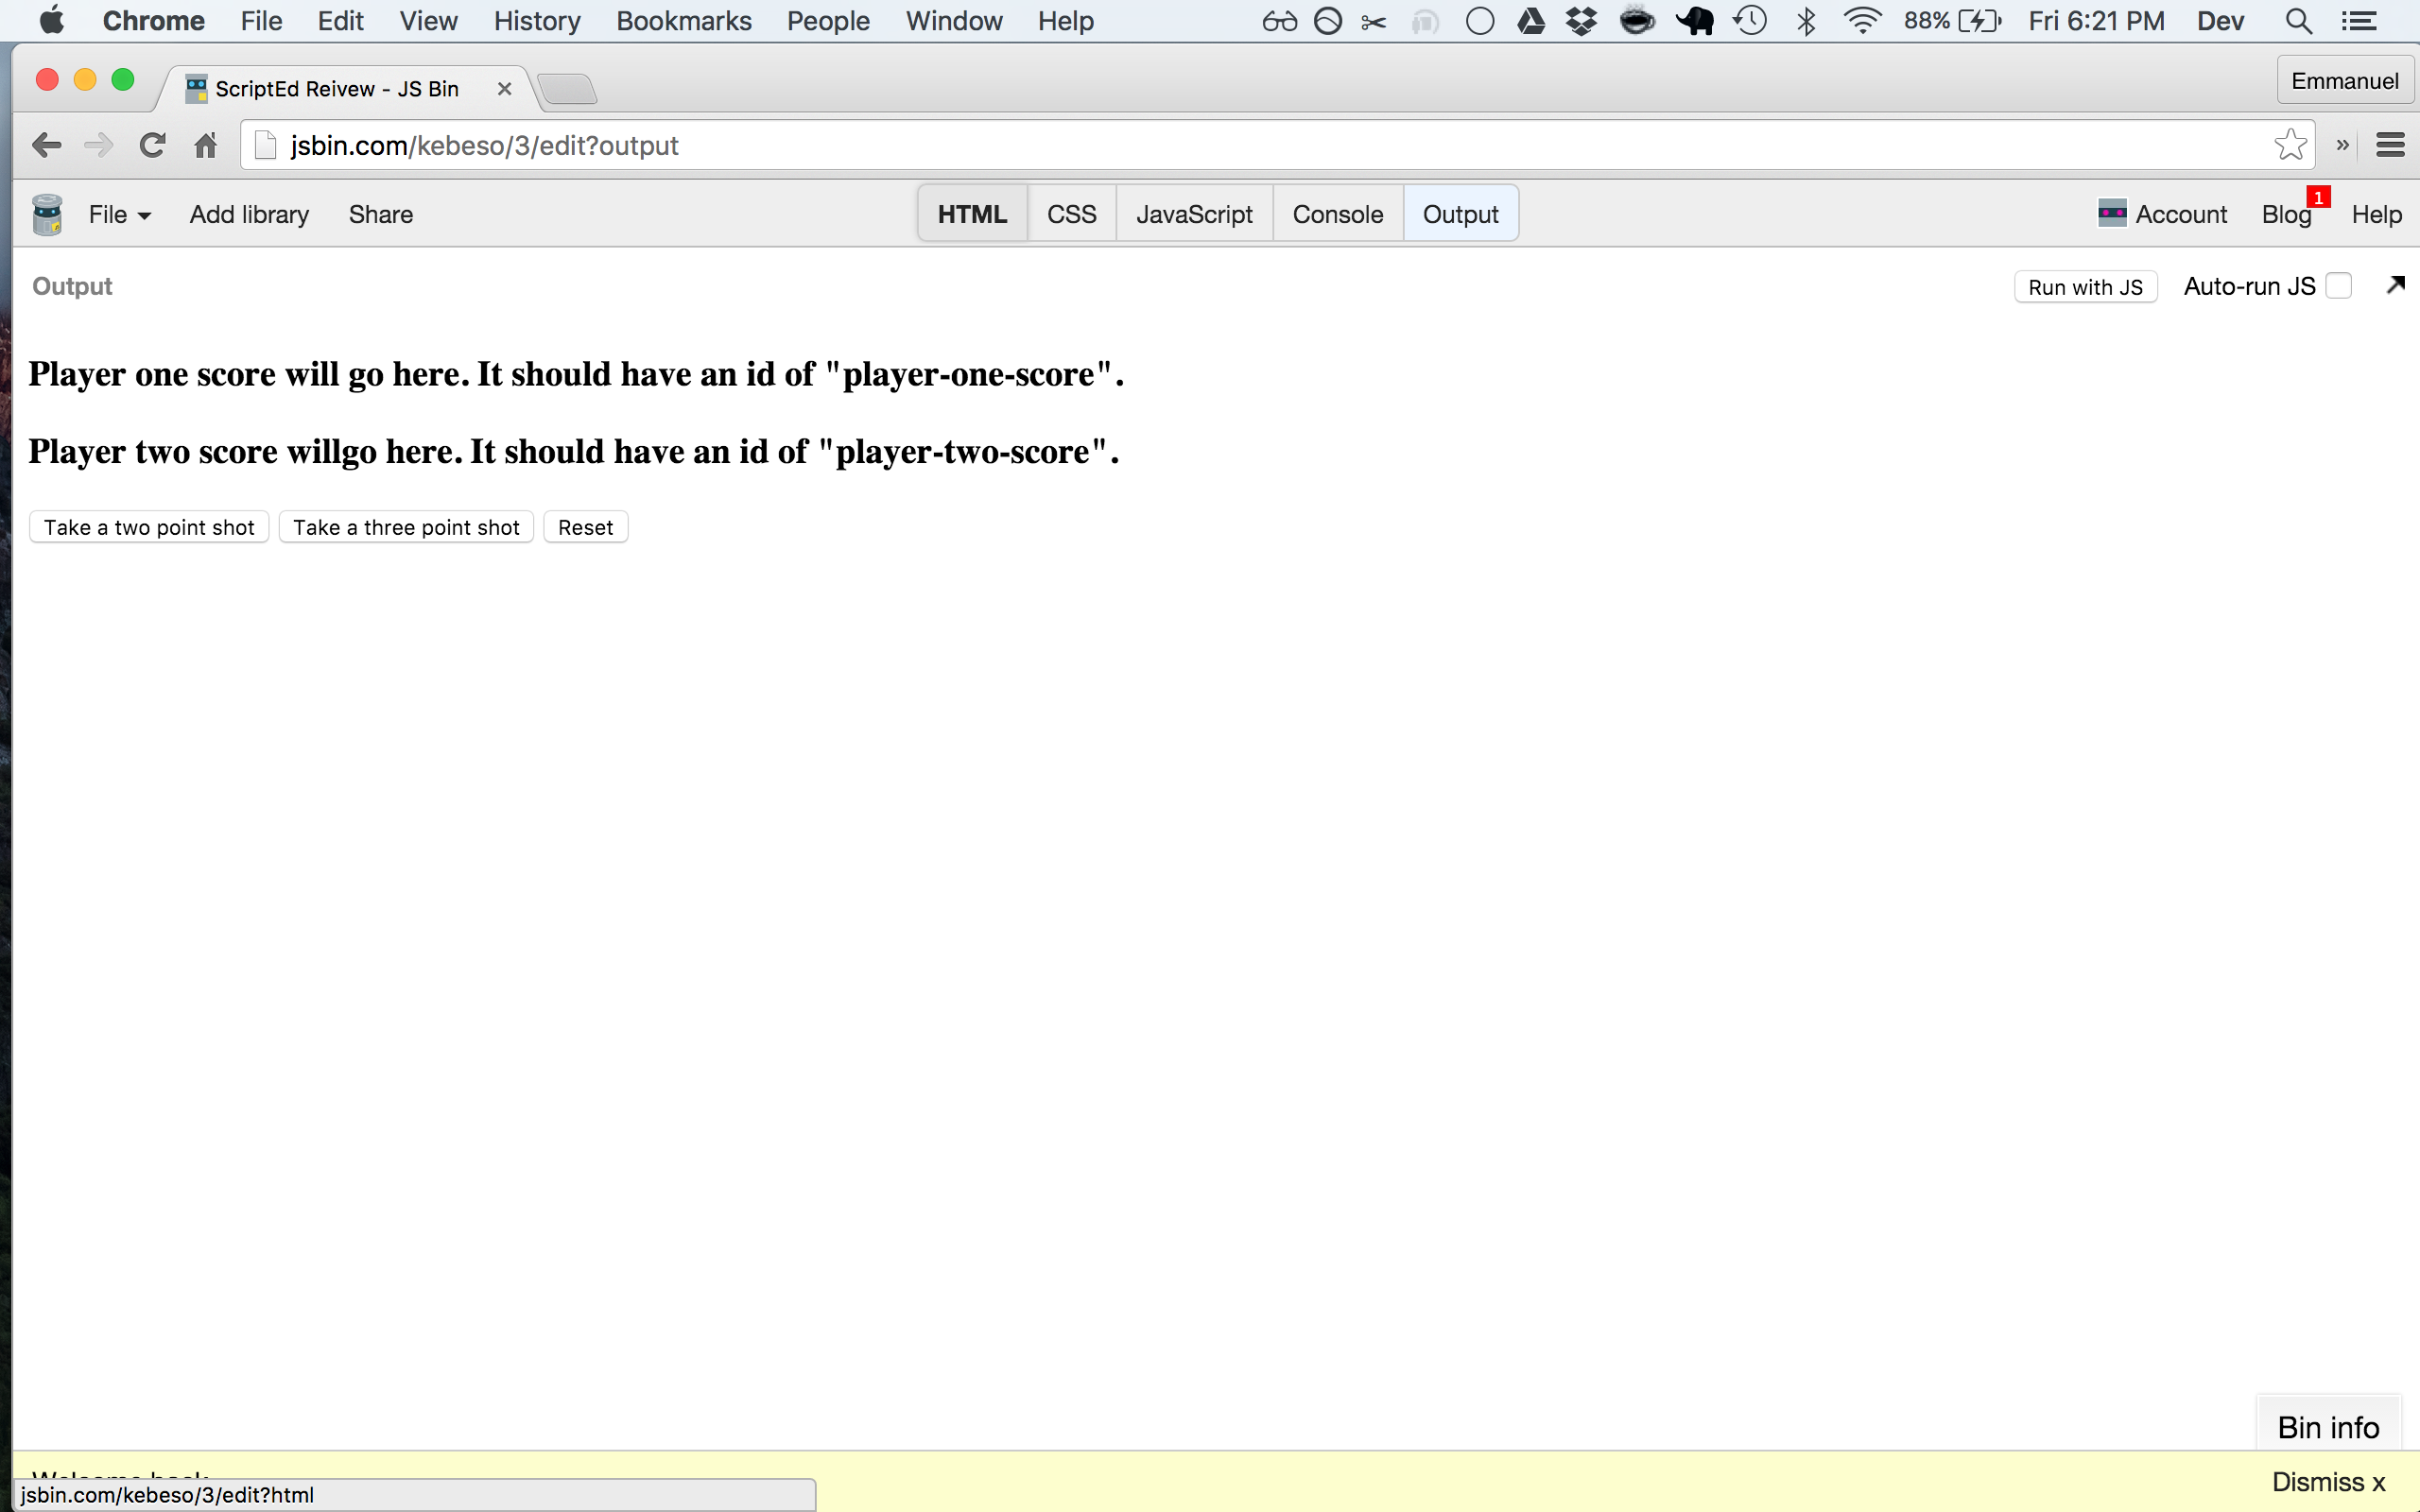 Chrome File Edit View History Bookmarks People Window Help 88% Fri 6:21 PM Dev
ScriptEd Reivew - JS Bin Emmanuel
jsbin.com/kebeso/3/edit?output »
File Add library Share HTML CSS JavaScript Console Output Account Blog 1 Help
Output Run with JS Auto-run JS
Player one score will go here. It should have an id of "player-one-score".
Player two score willgo here. It should have an id of "player-two-score".
Take a two point shot Take a three point shot Reset
Bin info
Welcome back Dismiss x
jsbin.com/kebeso/3/edit?html